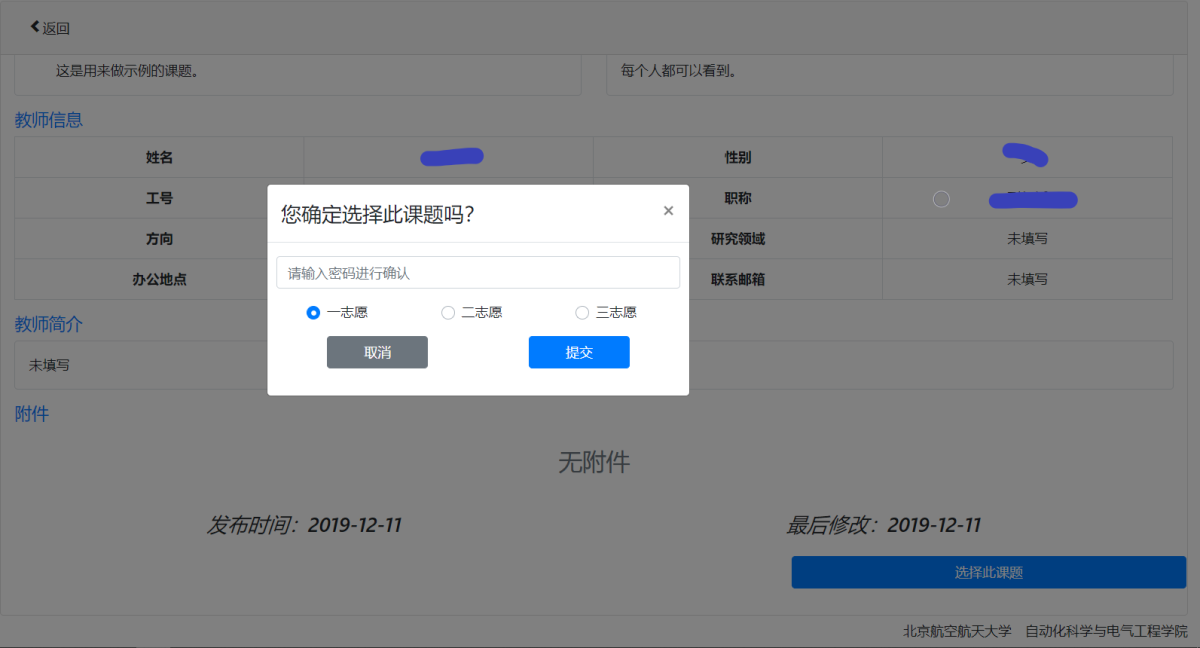 返回
这是用来做示例的课题。 每个人都可以看到。
教师信息
姓名 性别
工号 职称
您确定选择此课题吗？ ×
方向 研究领域 未填写
请输入密码进行确认
办公地点 联系邮箱 未填写
一志愿 二志愿 三志愿
教师简介
取消 提交
未填写
附件
无附件
发布时间：2019-12-11 最后修改：2019-12-11
选择此课题
北京航空航天大学 自动化科学与电气工程学院